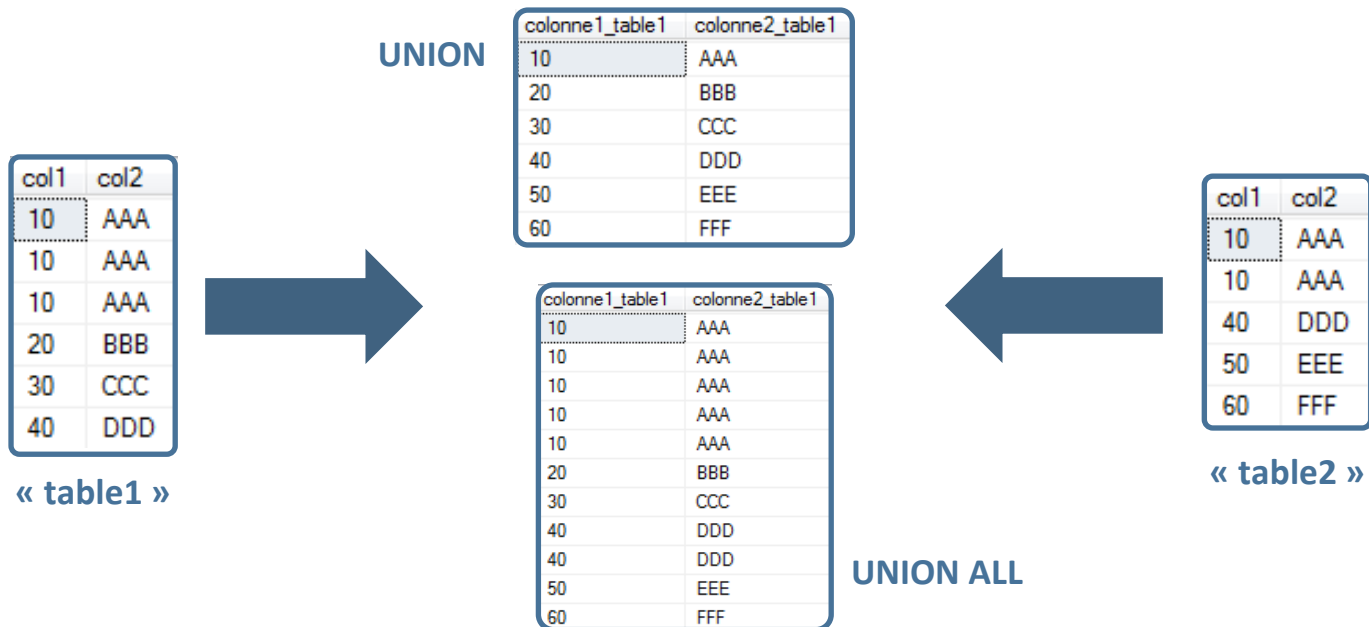 UNION
colonne1_table1 colonne2_table1
10 AAA
20 BBB
30 CCC
40 DDD
50 EEE
60 FFF
col1 col2
10 AAA
10 AAA
10 AAA
20 BBB
30 CCC
40 DDD
« table1 »
colonne1_table1 colonne2_table1
10 AAA
10 AAA
10 AAA
10 AAA
10 AAA
20 BBB
30 CCC
40 DDD
40 DDD
50 EEE
60 FFF
UNION ALL
col1 col2
10 AAA
10 AAA
40 DDD
50 EEE
60 FFF
« table2 »